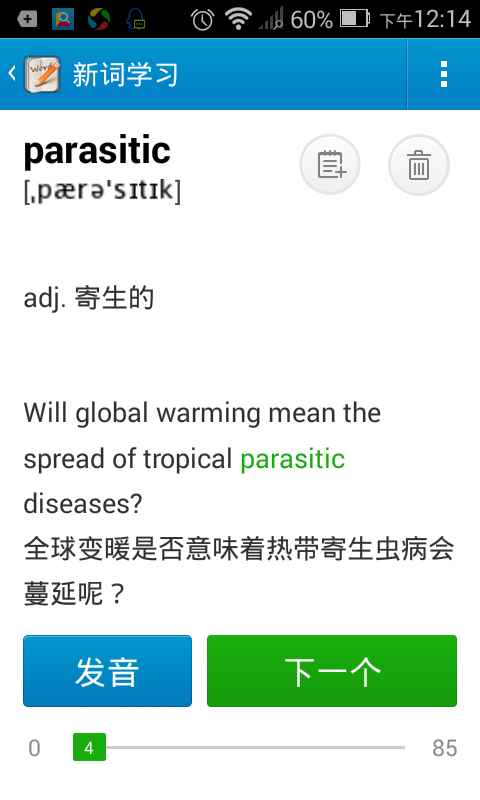 60% 下午12:14
新词学习
parasitic
[ˌpærə'sɪtɪk]
adj. 寄生的
Will global warming mean the
spread of tropical parasitic
diseases?
全球变暖是否意味着热带寄生虫病会
蔓延呢？
发音 下一个
0 4 85